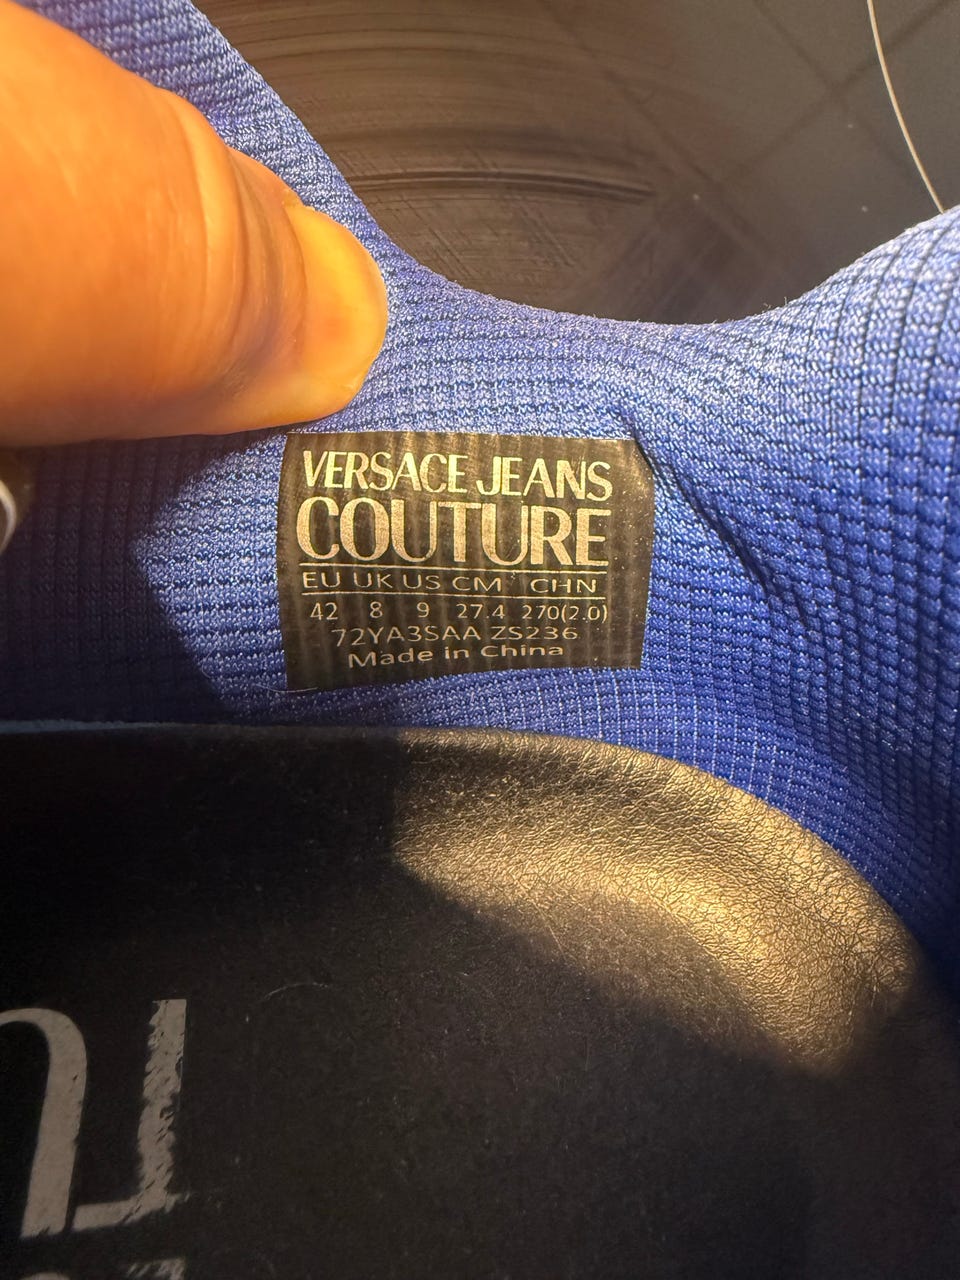 VERSACE JEANS
COUTURE
EU UK US CM CHN
42 8 9 27.4 270(2.0)
72YA3SAA ZS236
Made in China